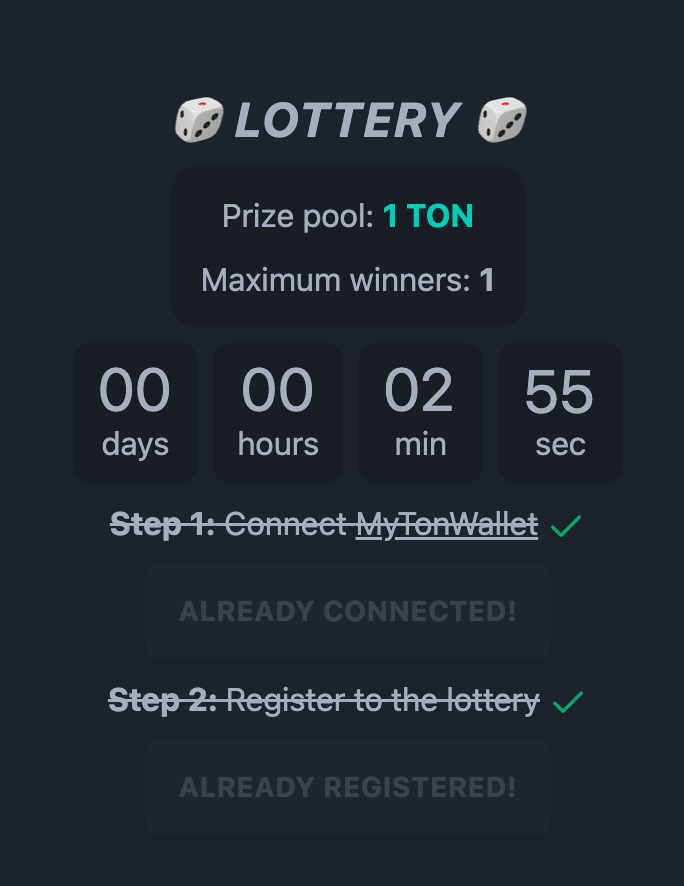 LOTTERY
Prize pool: 1 TON
Maximum winners: 1
00 00 02 55
days hours min sec
Step 1: Connect MyTonWallet
ALREADY CONNECTED!
Step 2: Register to the lottery
ALREADY REGISTERED!